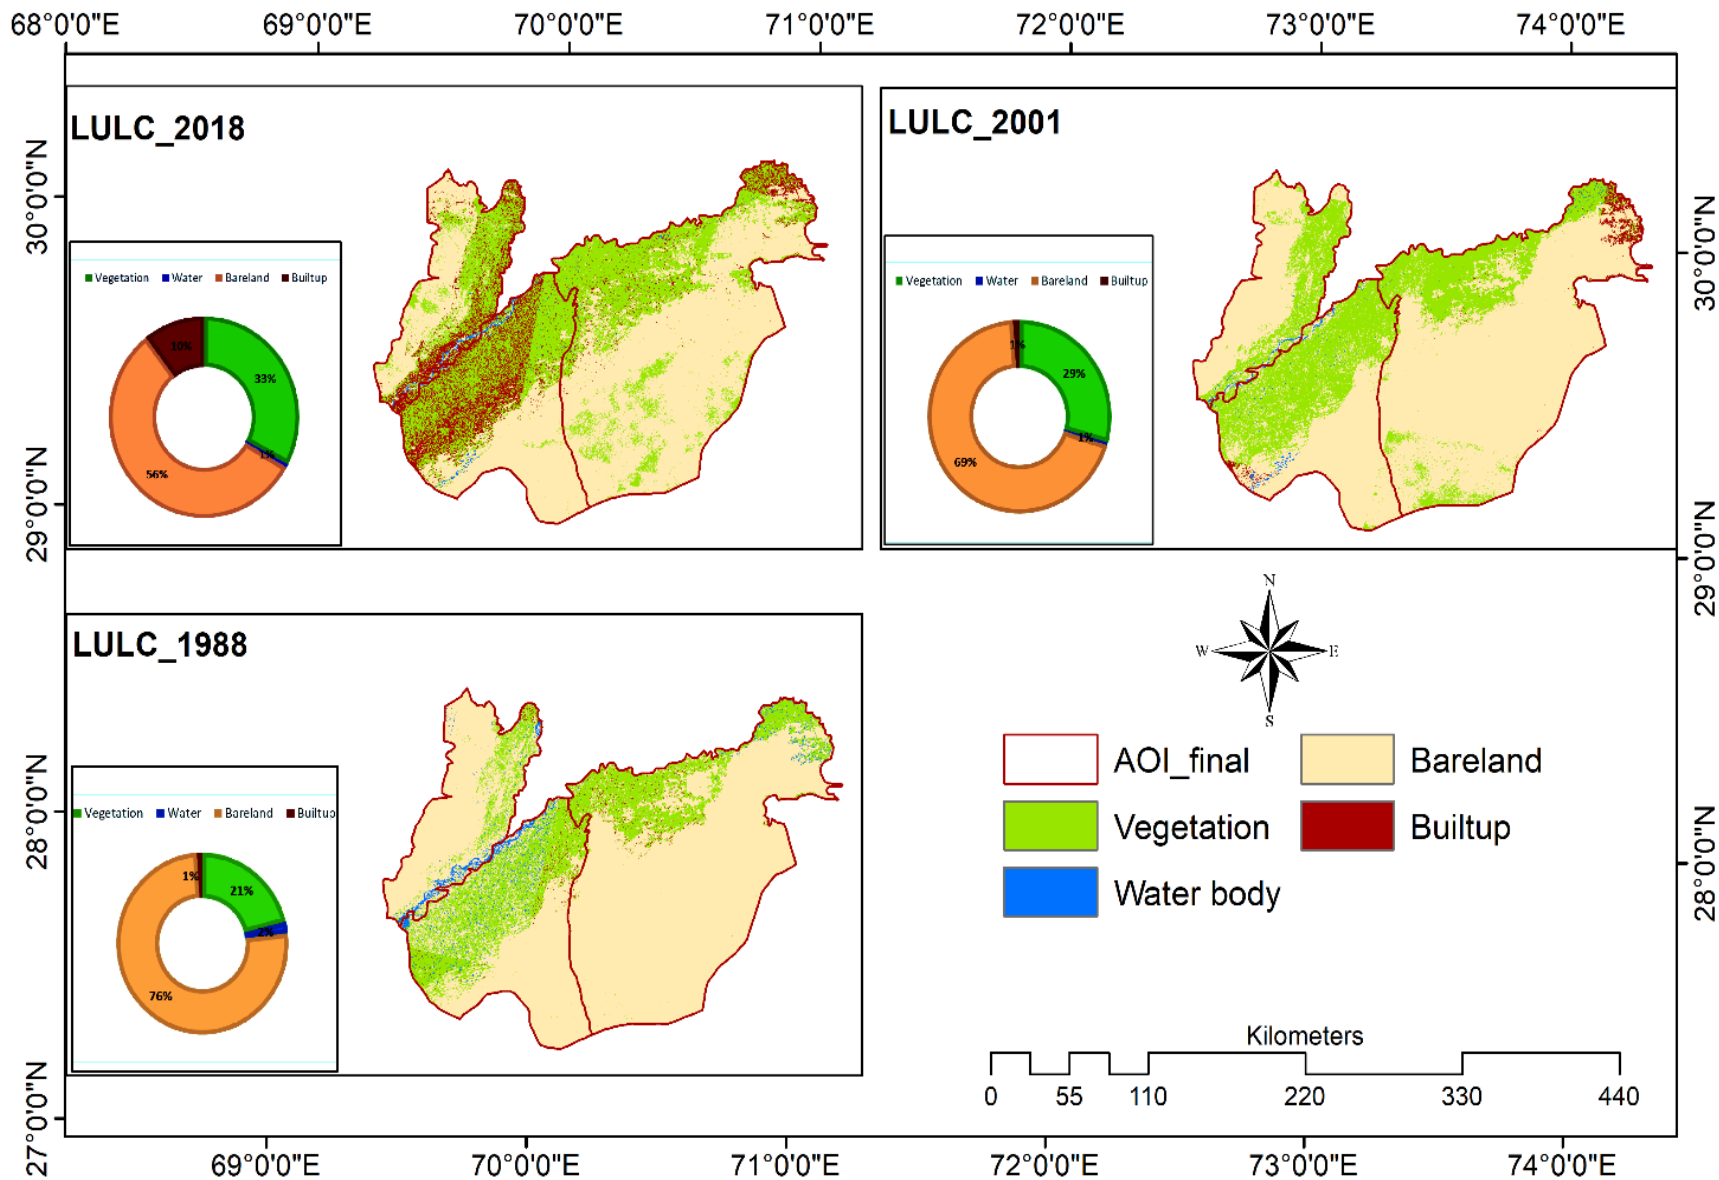 68°0'0"E 69°0'0"E 70°0'0"E 71°0'0"E 72°0'0"E 73°0'0"E 74°0'0"E
LULC_2018
LULC_2001
30°0'0"N
29°0'0"N
28°0'0"N
27°0'0"N
Vegetation Water Bareland Builtup
10%
33%
1%
56%
Vegetation Water Bareland Builtup
1%
29%
1%
69%
30°0'0"N
29°0'0"N
28°0'0"N
LULC_1988
Vegetation Water Bareland Builtup
1%
21%
2%
76%
N
W E
S
AOI_final Bareland
Vegetation Builtup
Water body
Kilometers
0 55 110 220 330 440
69°0'0"E 70°0'0"E 71°0'0"E 72°0'0"E 73°0'0"E 74°0'0"E